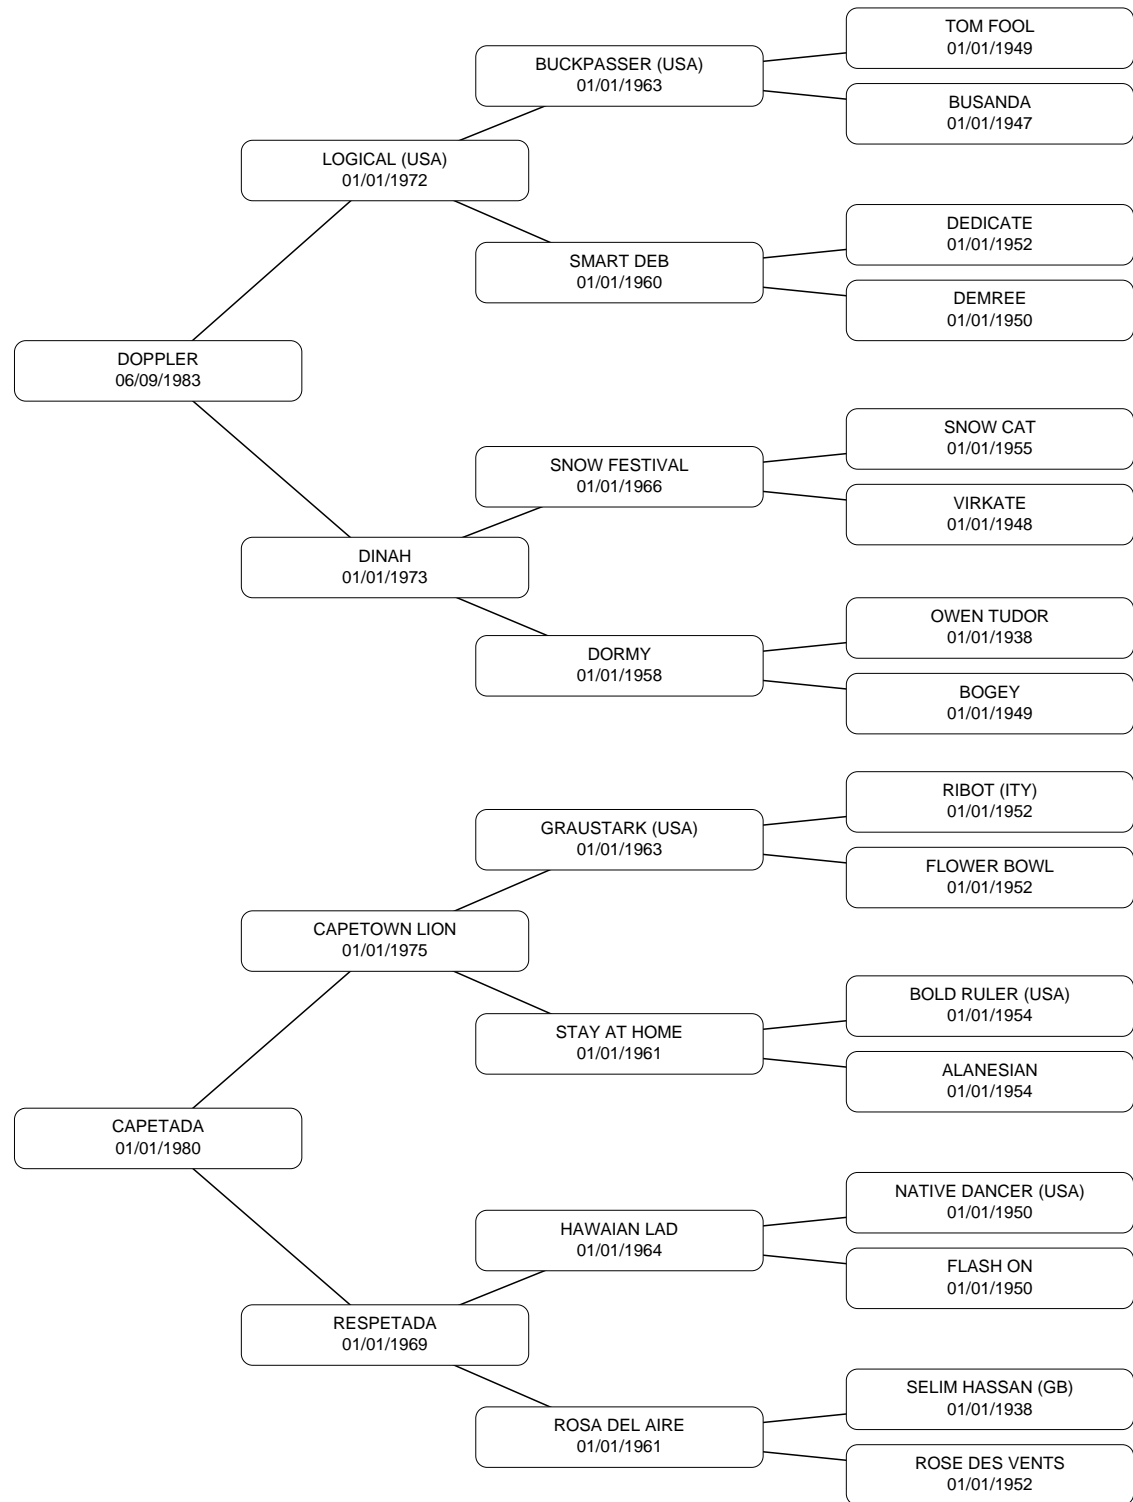 TOM FOOL
01/01/1949
BUCKPASSER (USA)
01/01/1963
BUSANDA
01/01/1947
LOGICAL (USA)
01/01/1972
DEDICATE
01/01/1952
SMART DEB
01/01/1960
DEMREE
01/01/1950
DOPPLER
06/09/1983
SNOW CAT
01/01/1955
SNOW FESTIVAL
01/01/1966
VIRKATE
01/01/1948
DINAH
01/01/1973
OWEN TUDOR
01/01/1938
DORMY
01/01/1958
BOGEY
01/01/1949
RIBOT (ITY)
01/01/1952
GRAUSTARK (USA)
01/01/1963
FLOWER BOWL
01/01/1952
CAPETOWN LION
01/01/1975
BOLD RULER (USA)
01/01/1954
STAY AT HOME
01/01/1961
ALANESIAN
01/01/1954
CAPETADA
01/01/1980
NATIVE DANCER (USA)
01/01/1950
HAWAIAN LAD
01/01/1964
FLASH ON
01/01/1950
RESPETADA
01/01/1969
SELIM HASSAN (GB)
01/01/1938
ROSA DEL AIRE
01/01/1961
ROSE DES VENTS
01/01/1952